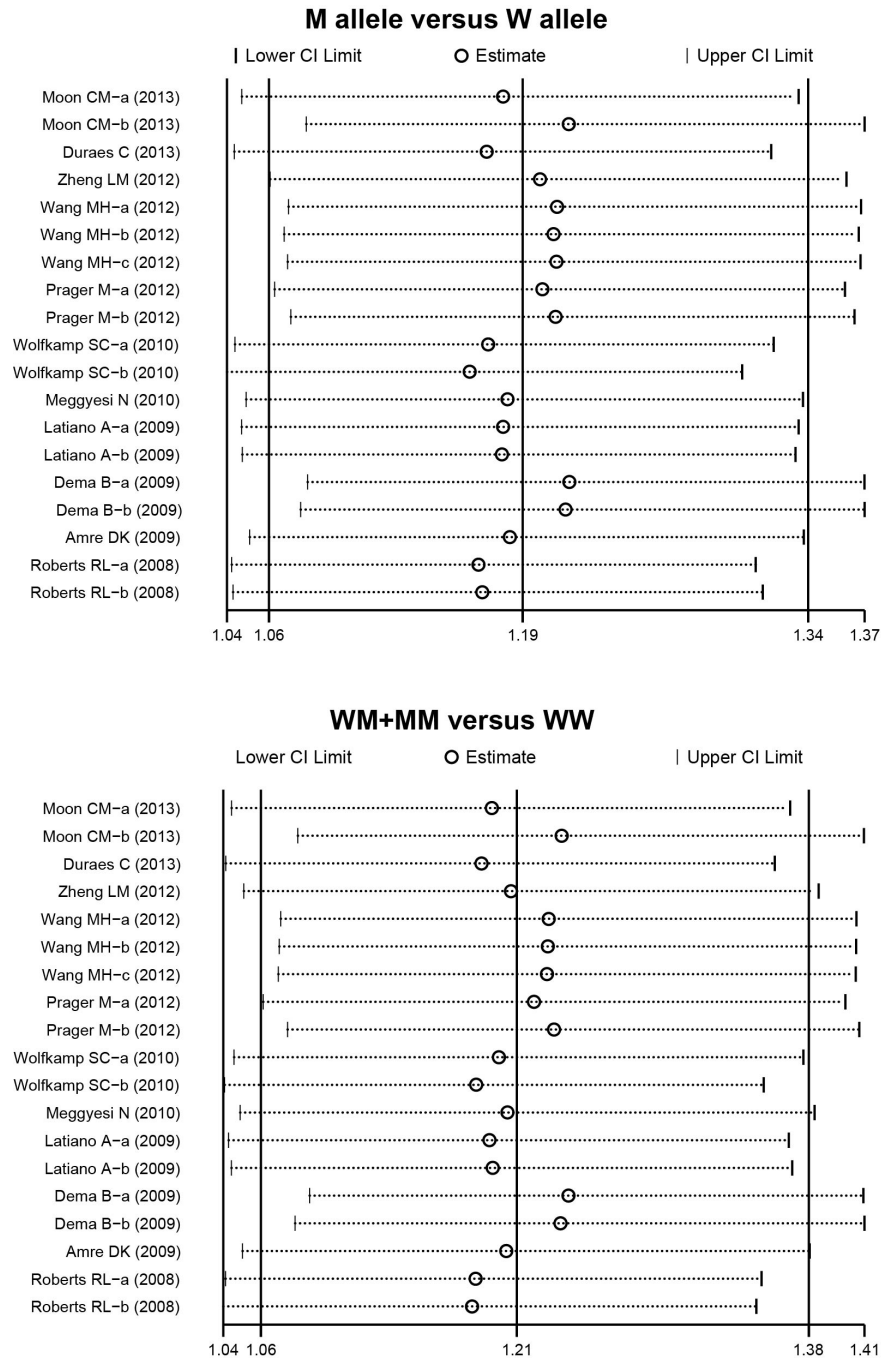 M allele versus W allele
| Lower CI Limit O Estimate | Upper CI Limit
Moon CM−a (2013)
Moon CM−b (2013)
Duraes C (2013)
Zheng LM (2012)
Wang MH−a (2012)
Wang MH−b (2012)
Wang MH−c (2012)
Prager M−a (2012)
Prager M−b (2012)
Wolfkamp SC−a (2010)
Wolfkamp SC−b (2010)
Meggyesi N (2010)
Latiano A−a (2009)
Latiano A−b (2009)
Dema B−a (2009)
Dema B−b (2009)
Amre DK (2009)
Roberts RL−a (2008)
Roberts RL−b (2008)
1.04 1.06 1.19 1.34 1.37
WM+MM versus WW
Lower CI Limit O Estimate | Upper CI Limit
Moon CM−a (2013)
Moon CM−b (2013)
Duraes C (2013)
Zheng LM (2012)
Wang MH−a (2012)
Wang MH−b (2012)
Wang MH−c (2012)
Prager M−a (2012)
Prager M−b (2012)
Wolfkamp SC−a (2010)
Wolfkamp SC−b (2010)
Meggyesi N (2010)
Latiano A−a (2009)
Latiano A−b (2009)
Dema B−a (2009)
Dema B−b (2009)
Amre DK (2009)
Roberts RL−a (2008)
Roberts RL−b (2008)
1.04 1.06 1.21 1.38 1.41